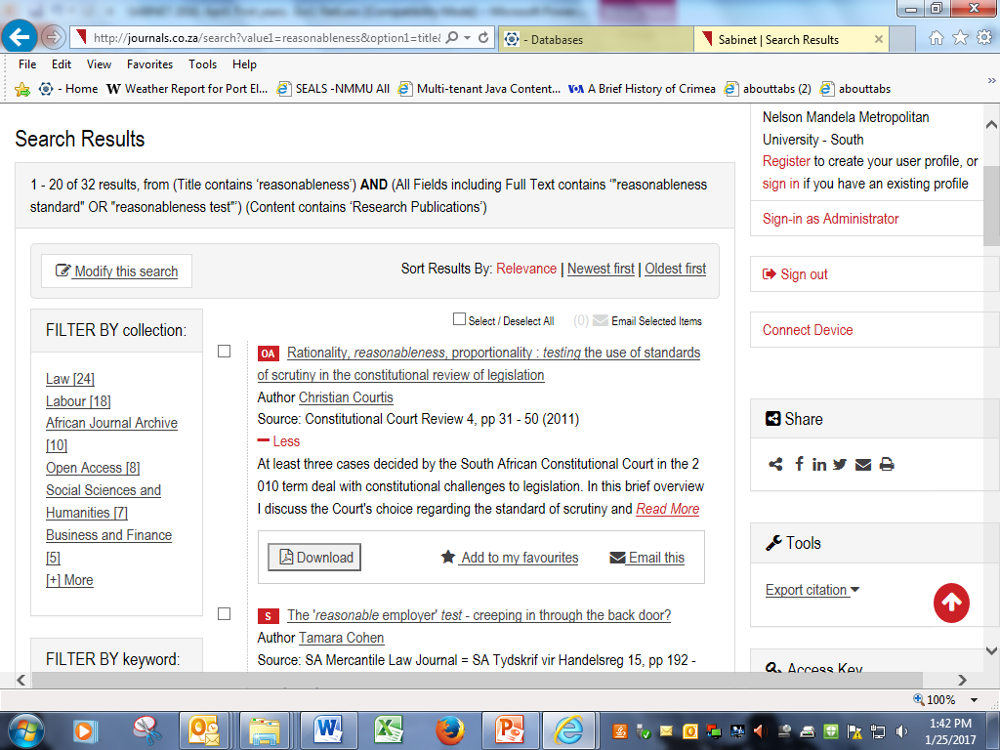 http://journals.co.za/search?value1=reasonableness&option1=title&
- Databases
Sabinet | Search Results
File Edit View Favorites Tools Help
- Home W Weather Report for Port El... SEALS -NMMU All Multi-tenant Java Content... VOA A Brief History of Crimea abouttabs (2) abouttabs »
Search Results
1 - 20 of 32 results, from (Title contains ‘reasonableness’) AND (All Fields including Full Text contains ‘"reasonableness
standard" OR "reasonableness test"’) (Content contains ‘Research Publications’)
Modify this search
Sort Results By: Relevance | Newest first | Oldest first
FILTER BY collection:
Law [24]
Labour [18]
African Journal Archive
[10]
Open Access [8]
Social Sciences and
Humanities [7]
Business and Finance
[5]
[+] More
FILTER BY keyword:
Select / Deselect All (0) Email Selected Items
OA Rationality, reasonableness, proportionality : testing the use of standards
of scrutiny in the constitutional review of legislation
Author Christian Courtis
Source: Constitutional Court Review 4, pp 31 - 50 (2011)
Less
At least three cases decided by the South African Constitutional Court in the 2
010 term deal with constitutional challenges to legislation. In this brief overview
I discuss the Court's choice regarding the standard of scrutiny and Read More
Download Add to my favourites Email this
S The 'reasonable employer' test - creeping in through the back door?
Author Tamara Cohen
Source: SA Mercantile Law Journal = SA Tydskrif vir Handelsreg 15, pp 192 -
Nelson Mandela Metropolitan
University - South
Register to create your user profile, or
sign in if you have an existing profile
Sign-in as Administrator
Sign out
Connect Device
Share
Tools
Export citation
Access Key
100%
1:42 PM
1/25/2017